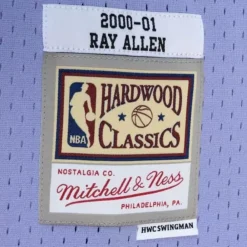 2000-01
RAY ALLEN
NBA
HARDWOOD
CLASSICS
NOSTALGIA CO.
Mitchell & Ness
PHILADELPHIA, PA.
HWC SWINGMAN